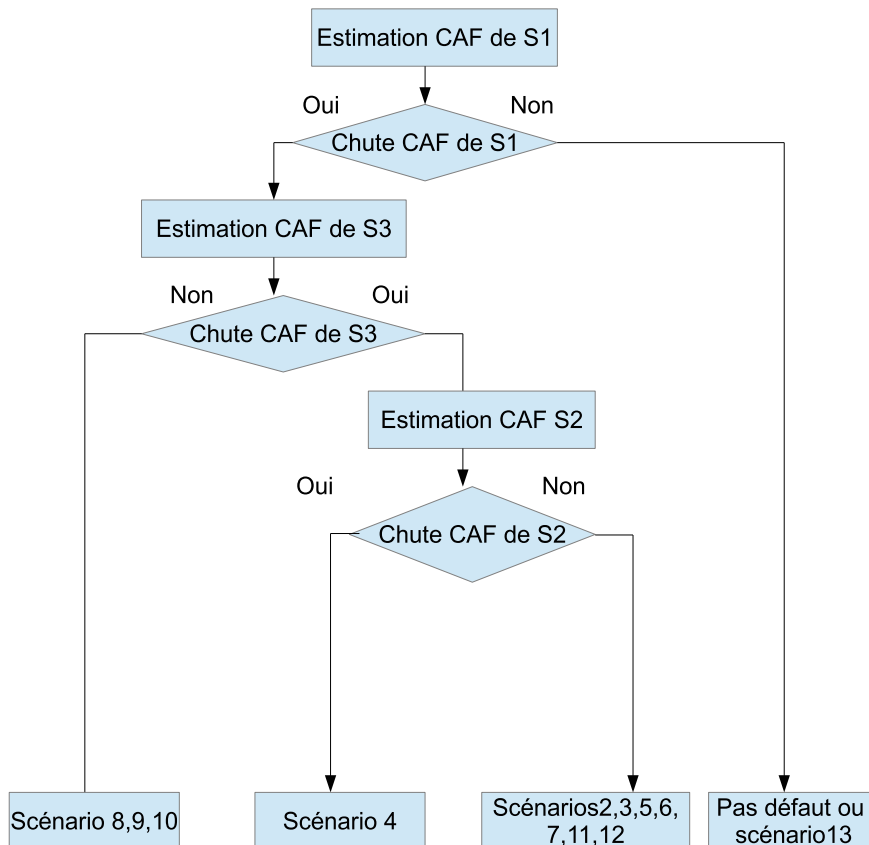 Estimation CAF de S1
Oui
Non
Chute CAF de S1
Estimation CAF de S3
Non
Oui
Chute CAF de S3
Estimation CAF S2
Oui
Non
Chute CAF de S2
Scénario 8,9,10
Scénario 4
Scénarios2,3,5,6,
7,11,12
Pas défaut ou
scénario13